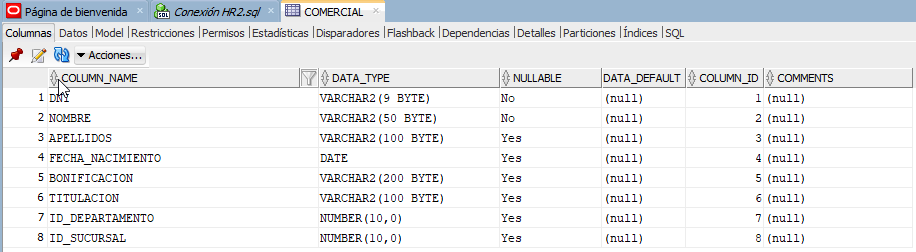 Página de bienvenida Conexión HR2.sql COMERCIAL
Columnas Datos Model Restricciones Permisos Estadísticas Disparadores Flashback Dependencias Detalles Particiones Índices SQL
Acciones...
COLUMN_NAME DATA_TYPE NULLABLE DATA_DEFAULT COLUMN_ID COMMENTS
1 DNI VARCHAR2(9 BYTE) No (null) 1 (null)
2 NOMBRE VARCHAR2(50 BYTE) No (null) 2 (null)
3 APELLIDOS VARCHAR2(100 BYTE) Yes (null) 3 (null)
4 FECHA_NACIMIENTO DATE Yes (null) 4 (null)
5 BONIFICACION VARCHAR2(200 BYTE) Yes (null) 5 (null)
6 TITULACION VARCHAR2(100 BYTE) Yes (null) 6 (null)
7 ID_DEPARTAMENTO NUMBER(10,0) Yes (null) 7 (null)
8 ID_SUCURSAL NUMBER(10,0) Yes (null) 8 (null)